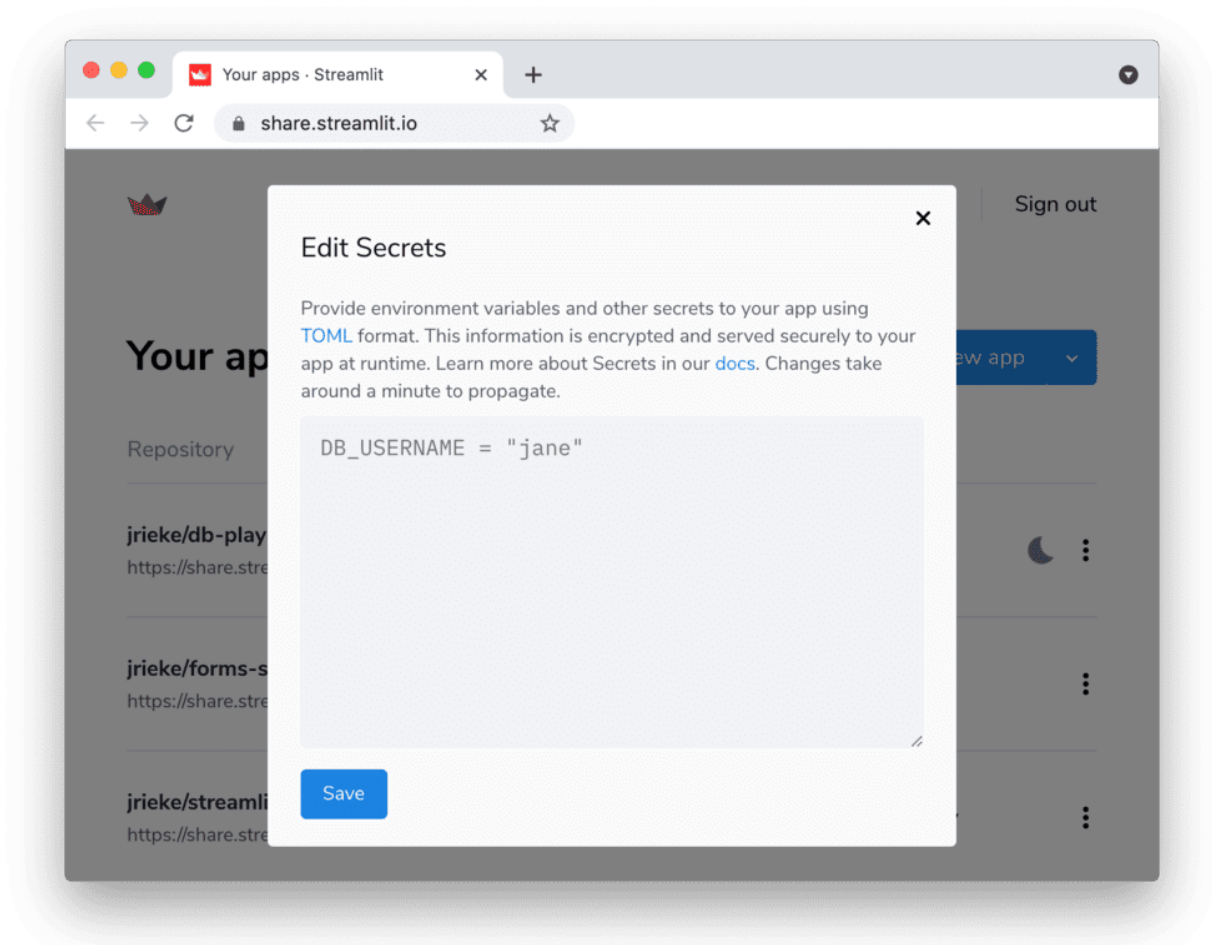 Your apps · Streamlit
share.streamlit.io
Sign out
Edit Secrets
Provide environment variables and other secrets to your app using
TOML format. This information is encrypted and served securely to your
app at runtime. Learn more about Secrets in our docs. Changes take
around a minute to propagate.
Your ap
ew app
Repository
DB_USERNAME = "jane"
jrieke/db-play
https://share.stre
jrieke/forms-s
https://share.stre
jrieke/streamli
https://share.stre
Save